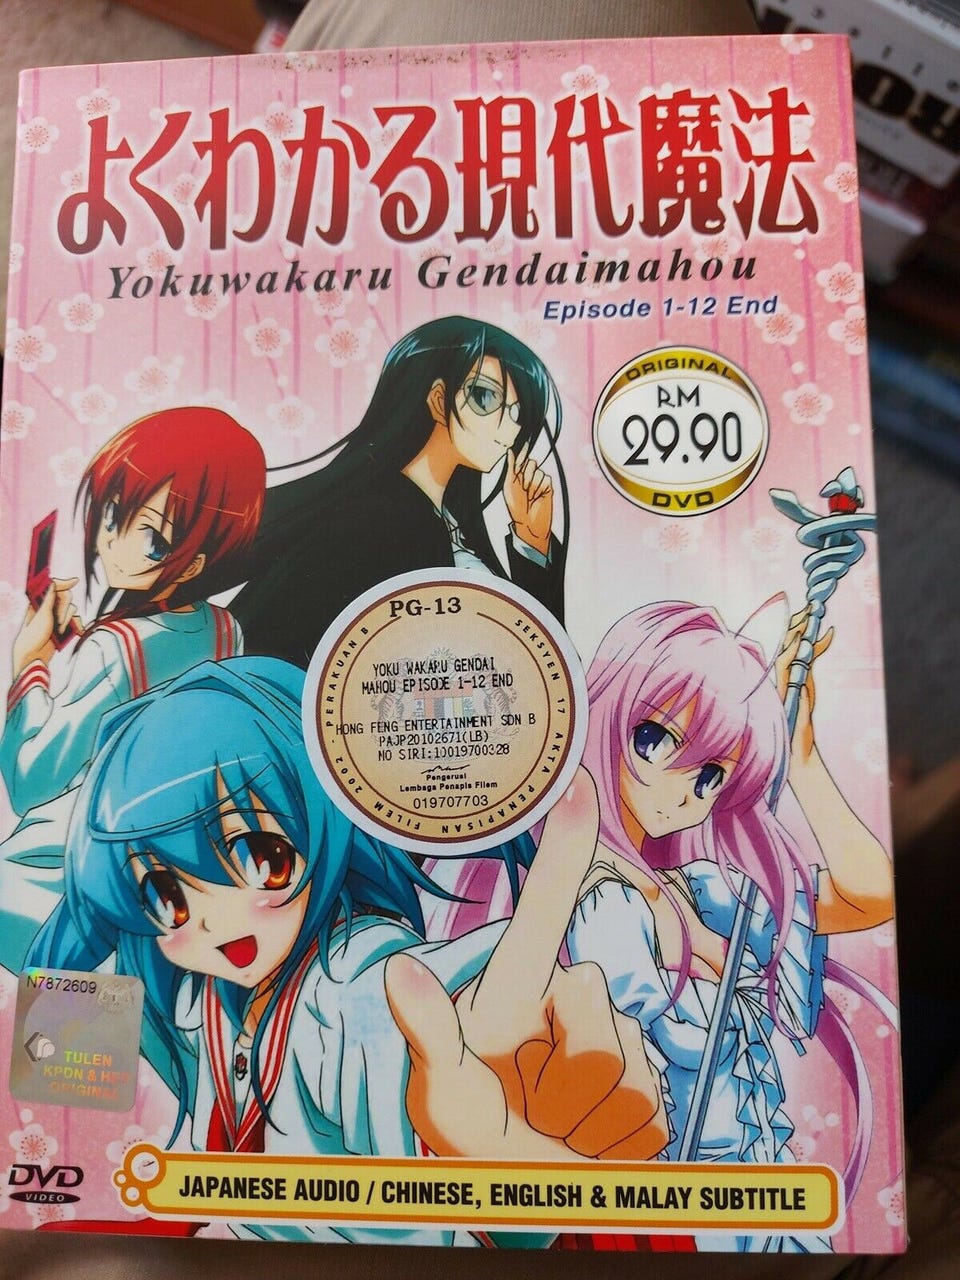 よくわかる現代魔法
Yokuwakaru Gendaimahou
Episode 1-12 End
ORIGINAL
RM
29.90
DVD
PG-13
PERAKUAN B SEKSYEN 17 AKTA PENAPISAN FILEM 2002 -
YOKU WAKARU GENDAI
MAHOU EPISODE 1-12 END
HONG FENG ENTERTAINMENT SDN B
PAJP20102671(LB)
NO SIRI:10019700328
Pengerusi
Lembaga Penapis Filem
019707703
N7872609
TULEN
KPDN & HEP
ORIGINAL
DVD
VIDEO
JAPANESE AUDIO / CHINESE, ENGLISH & MALAY SUBTITLE